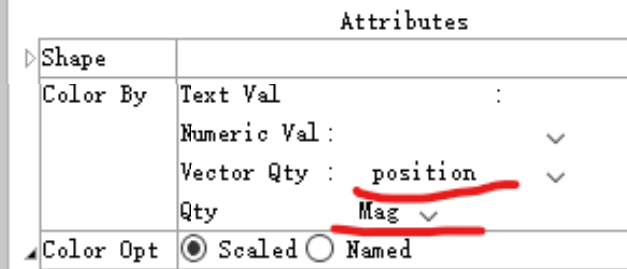 Attributes
Shape
Color By Text Val :
Numeric Val:
Vector Qty : position
Qty Mag
Color Opt Scaled Named